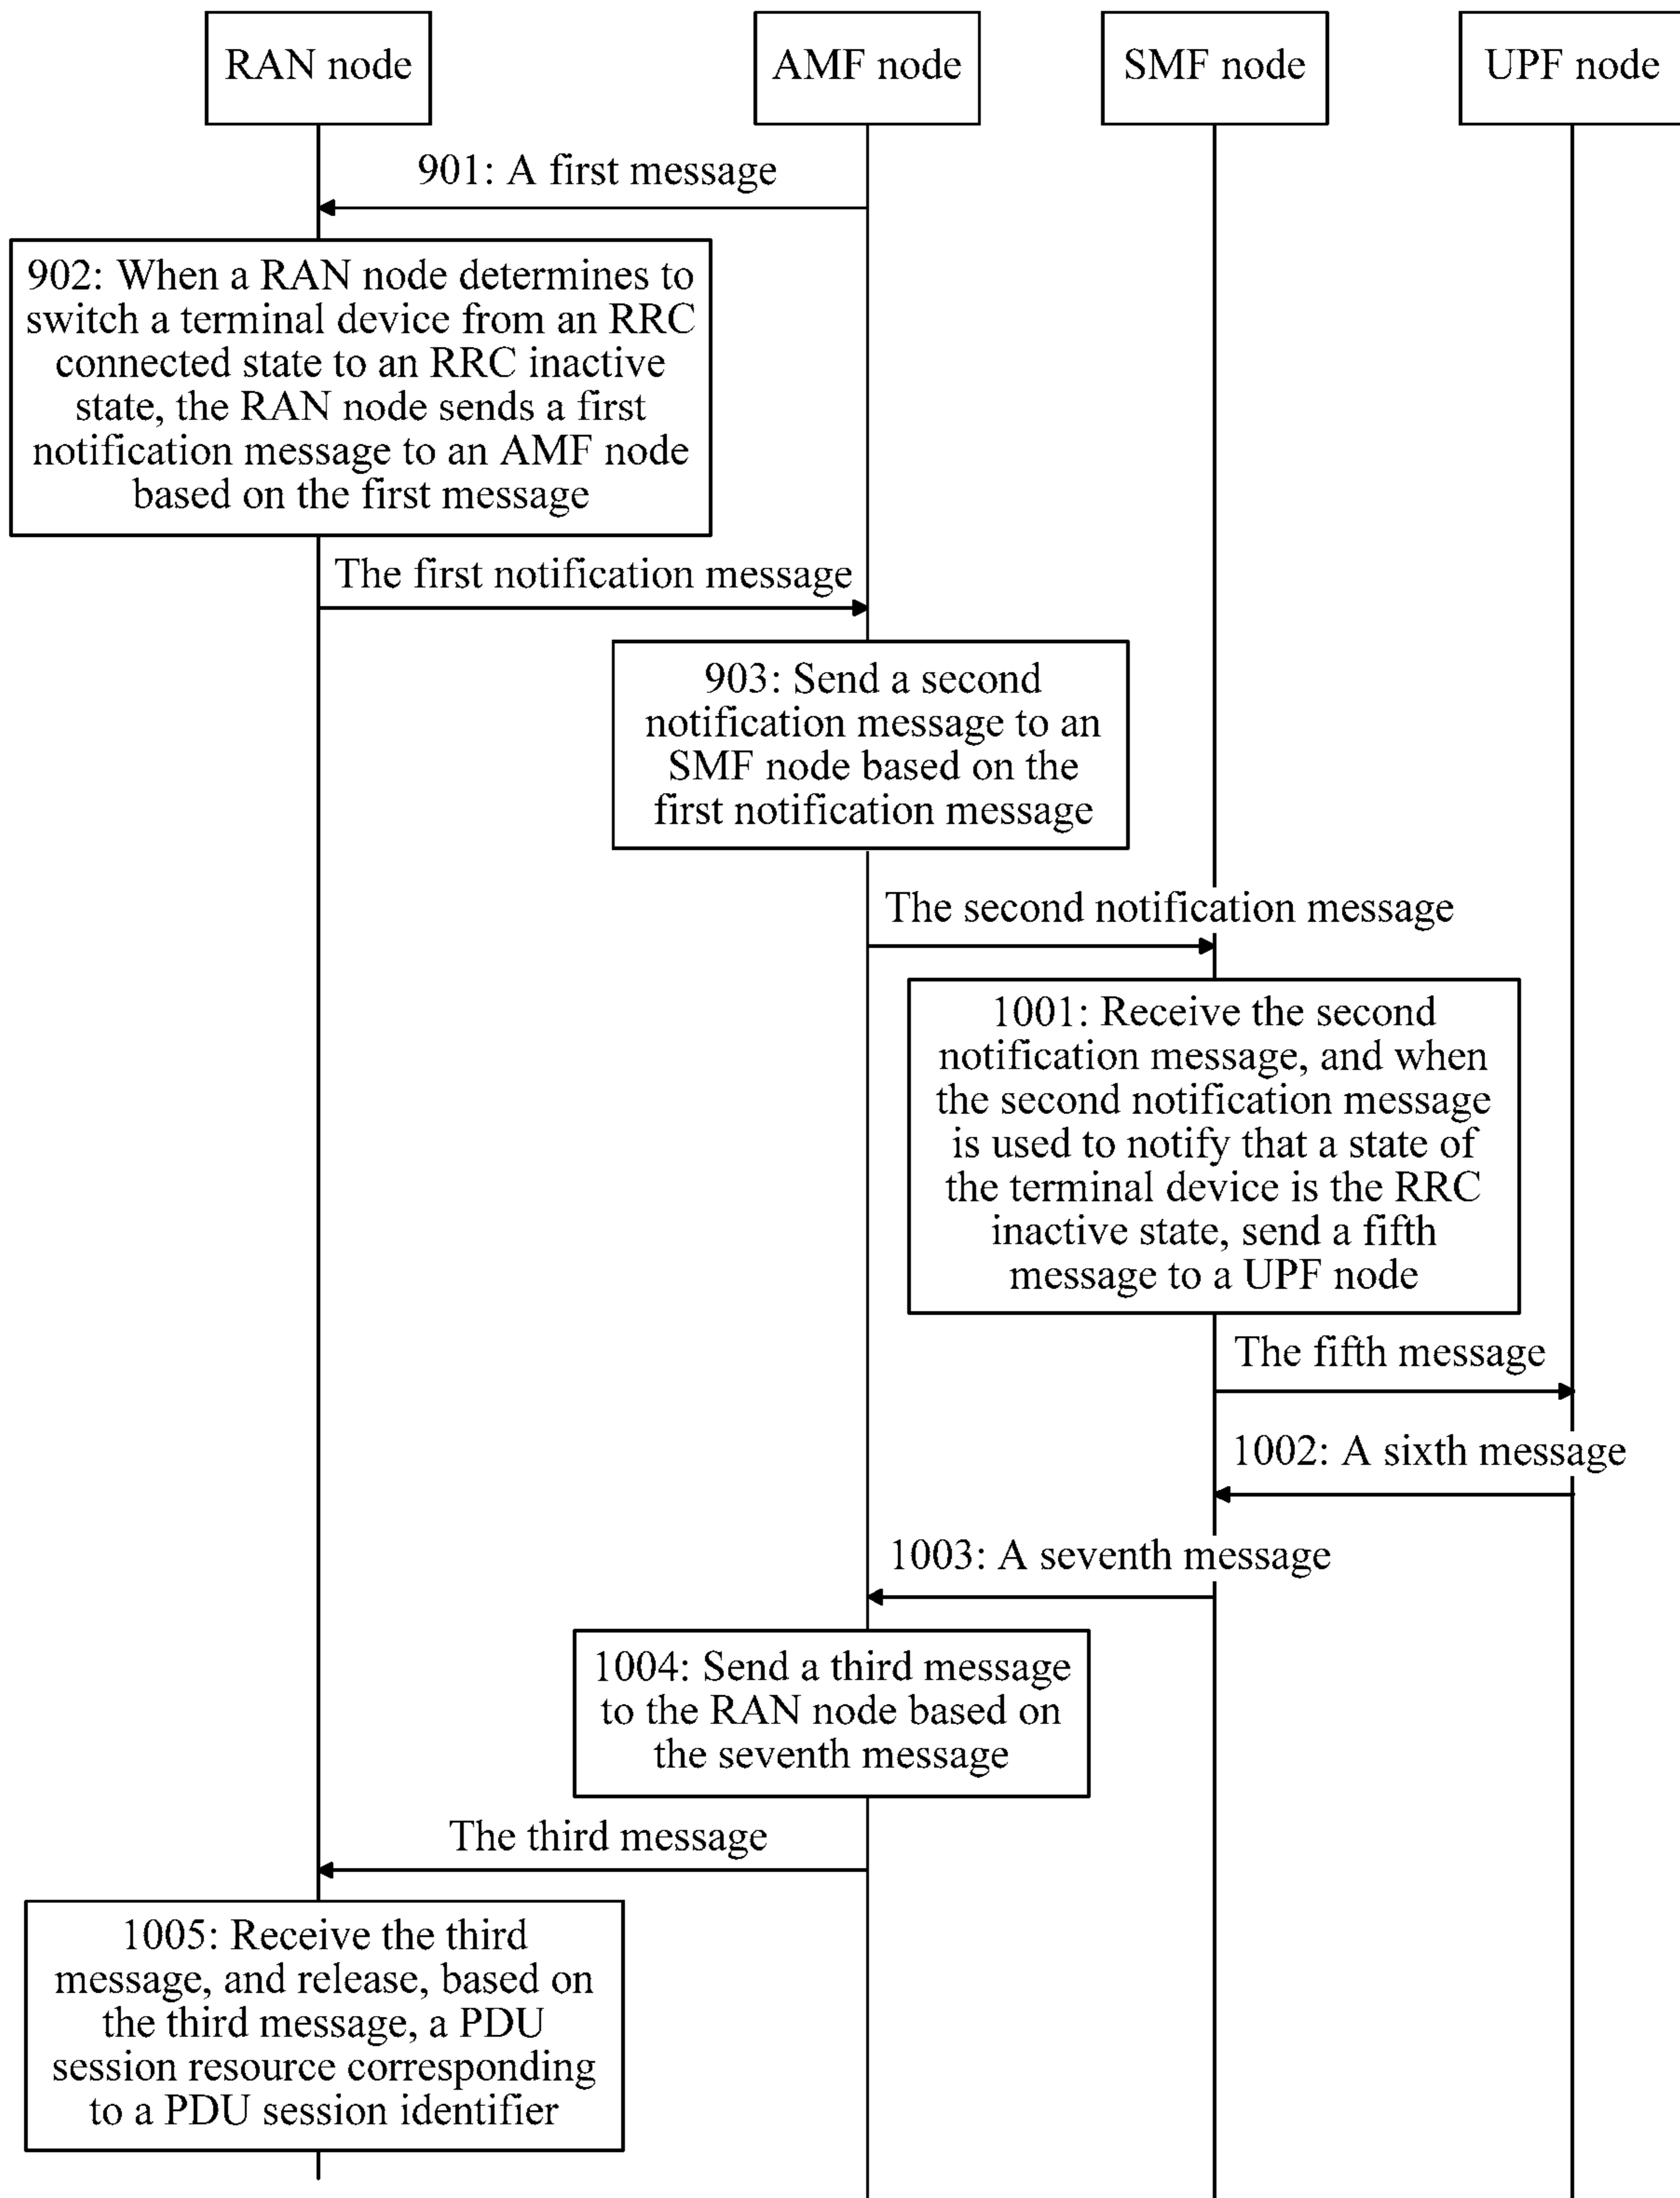 RAN node
AMF node
SMF node
UPF node
901: A first message
902: When a RAN node determines to
switch a terminal device from an RRC
connected state to an RRC inactive
state, the RAN node sends a first
notification message to an AMF node
based on the first message
The first notification message
903: Send a second
notification message to an
SMF node based on the
first notification message
The second notification message
1001: Receive the second
notification message, and when
the second notification message
is used to notify that a state of
the terminal device is the RRC
inactive state, send a fifth
message to a UPF node
The fifth message
1002: A sixth message
1003: A seventh message
1004: Send a third message
to the RAN node based on
the seventh message
The third message
1005: Receive the third
message, and release, based on
the third message, a PDU
session resource corresponding
to a PDU session identifier